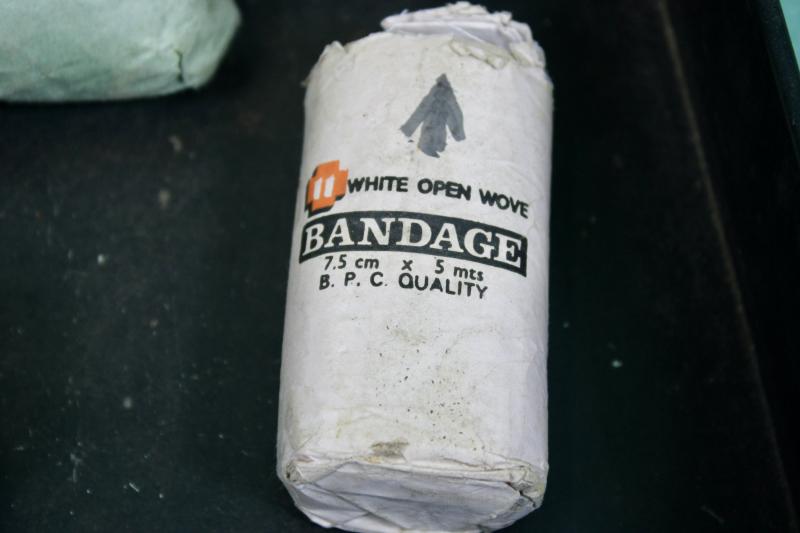 WHITE OPEN WOVE
BANDAGE
7.5 cm x 5 mts
B. P. C. QUALITY